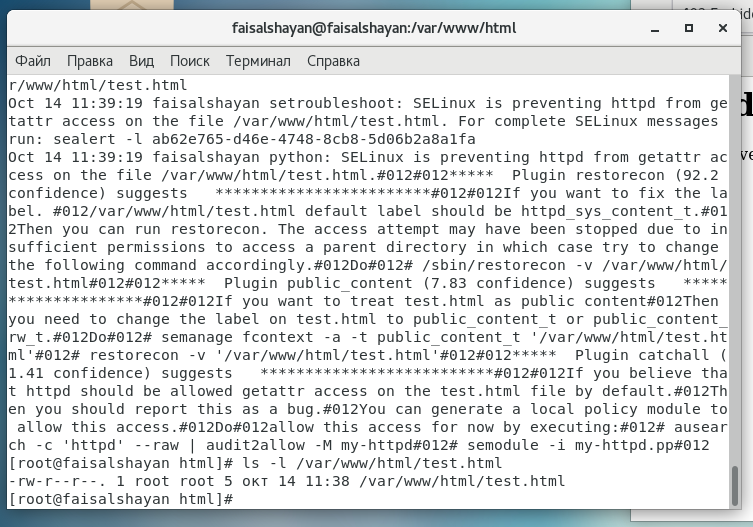 faisalshayan@faisalshayan:/var/www/html
Файл Правка Вид Поиск Терминал Справка
r/www/html/test.html
Oct 14 11:39:19 faisalshayan setroubleshoot: SELinux is preventing httpd from ge
tattr access on the file /var/www/html/test.html. For complete SELinux messages
run: sealert -l ab62e765-d46e-4748-8cb8-5d06b2a8a1fa
Oct 14 11:39:19 faisalshayan python: SELinux is preventing httpd from getattr ac
cess on the file /var/www/html/test.html.#012#012*****  Plugin restorecon (92.2
confidence) suggests   ************************#012#012If you want to fix the la
bel. #012/var/www/html/test.html default label should be httpd_sys_content_t.#01
2Then you can run restorecon. The access attempt may have been stopped due to in
sufficient permissions to access a parent directory in which case try to change
the following command accordingly.#012Do#012# /sbin/restorecon -v /var/www/html/
test.html#012#012*****  Plugin public_content (7.83 confidence) suggests   *****
***************#012#012If you want to treat test.html as public content#012Then
you need to change the label on test.html to public_content_t or public_content_
rw_t.#012Do#012# semanage fcontext -a -t public_content_t '/var/www/html/test.ht
ml'#012# restorecon -v '/var/www/html/test.html'#012#012*****  Plugin catchall (
1.41 confidence) suggests   **************************#012#012If you believe tha
t httpd should be allowed getattr access on the test.html file by default.#012Th
en you should report this as a bug.#012You can generate a local policy module to
 allow this access.#012Do#012allow this access for now by executing:#012# ausear
ch -c 'httpd' --raw | audit2allow -M my-httpd#012# semodule -i my-httpd.pp#012
[root@faisalshayan html]# ls -l /var/www/html/test.html
-rw-r--r--. 1 root root 5 окт 14 11:38 /var/www/html/test.html
[root@faisalshayan html]#